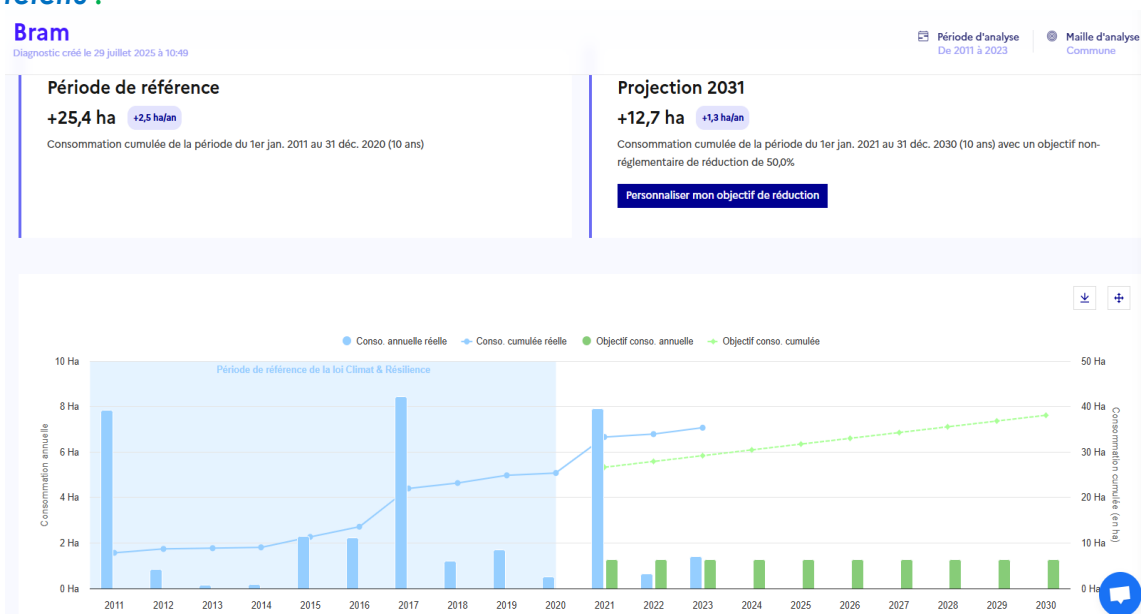 Bram
Diagnostic créé le 29 juillet 2025 à 10:49
Période d'analyse
De 2011 à 2023
Maille d'analyse
Commune
Période de référence
+25,4 ha +2,5 ha/an
Consommation cumulée de la période du 1er jan. 2011 au 31 déc. 2020 (10 ans)
Projection 2031
+12,7 ha +1,3 ha/an
Consommation cumulée de la période du 1er jan. 2021 au 31 déc. 2030 (10 ans) avec un objectif non-
réglementaire de réduction de 50,0%
Personnaliser mon objectif de réduction
Conso. annuelle réelle Conso. cumulée réelle Objectif conso. annuelle Objectif conso. cumulée
Période de référence de la loi Climat & Résilience
Consommation annuelle
10 Ha
8 Ha
6 Ha
4 Ha
2 Ha
0 Ha
50 Ha
40 Ha
30 Ha
20 Ha
10 Ha
0 Ha
Consommation cumulée (en ha)
2011 2012 2013 2014 2015 2016 2017 2018 2019 2020 2021 2022 2023 2024 2025 2026 2027 2028 2029 2030